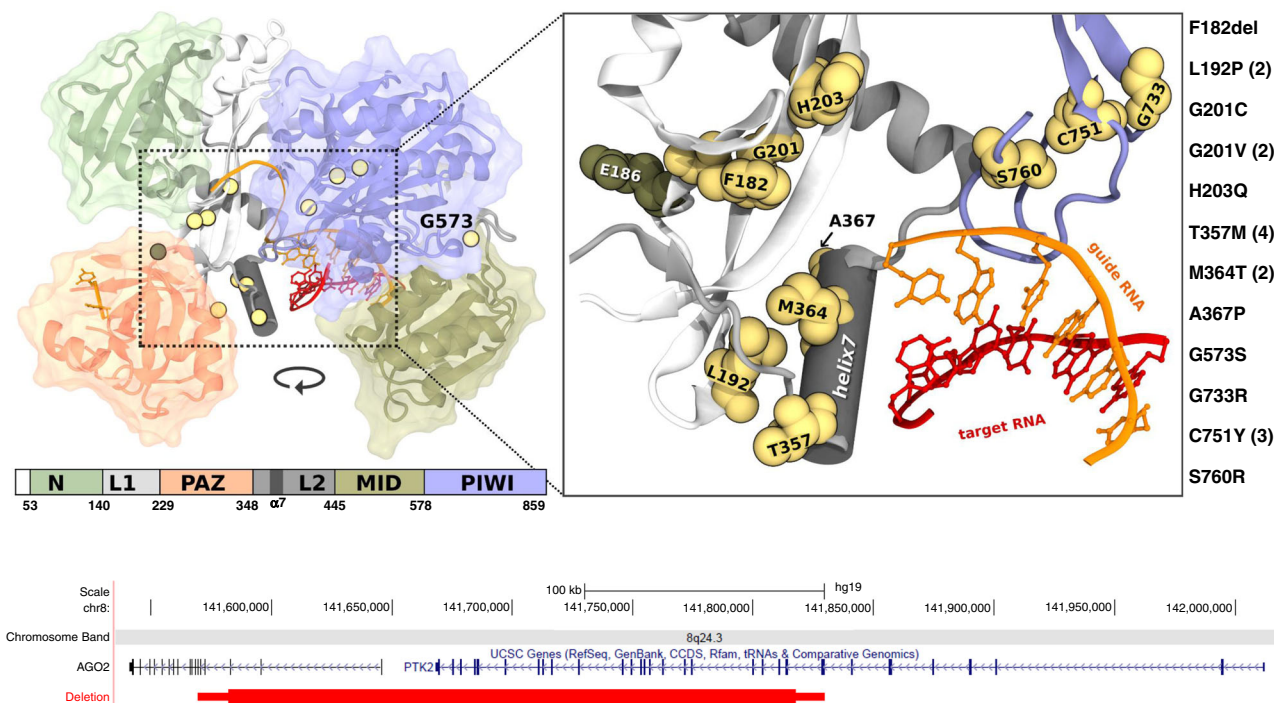 G573
N L1 PAZ L2 MID PIWI
53 140 229 348 α7 445 578 859
H203
G201
E186
F182
A367
M364
L192
helix7
T357
G733
C751
S760
guide RNA
target RNA
F182del
L192P (2)
G201C
G201V (2)
H203Q
T357M (4)
M364T (2)
A367P
G573S
G733R
C751Y (3)
S760R
Scale 100 kb hg19
chr8: 141,600,000 141,650,000 141,700,000 141,750,000 141,800,000 141,850,000 141,900,000 141,950,000 142,000,000
Chromosome Band 8q24.3
UCSC Genes (RefSeq, GenBank, CCDS, Rfam, tRNAs & Comparative Genomics)
AGO2 PTK2
Deletion